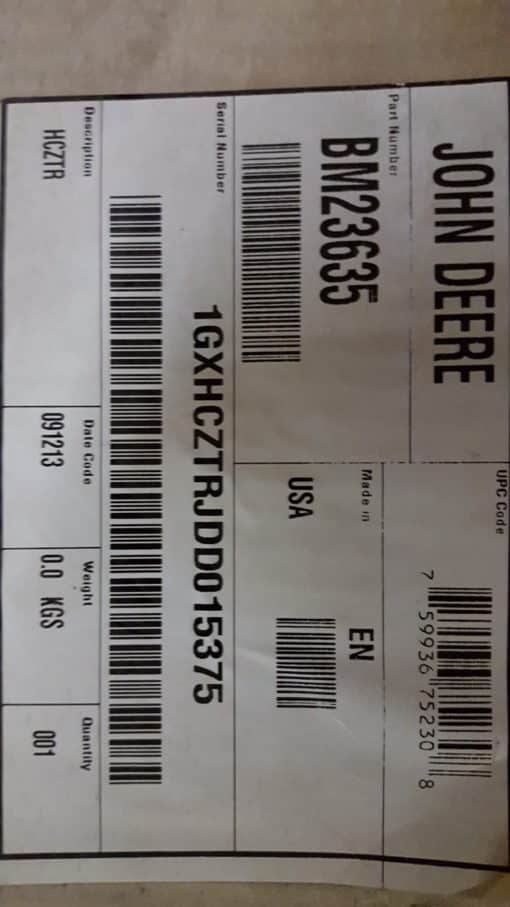 JOHN DEERE
UPC Code
7 59936 75230 8
Part Number
BM23635
Made in
USA
EN
Serial Number
1GXHCZTRJDD015375
Description
HCZTR
Date Code
091213
Weight
0.0 KGS
Quantity
001